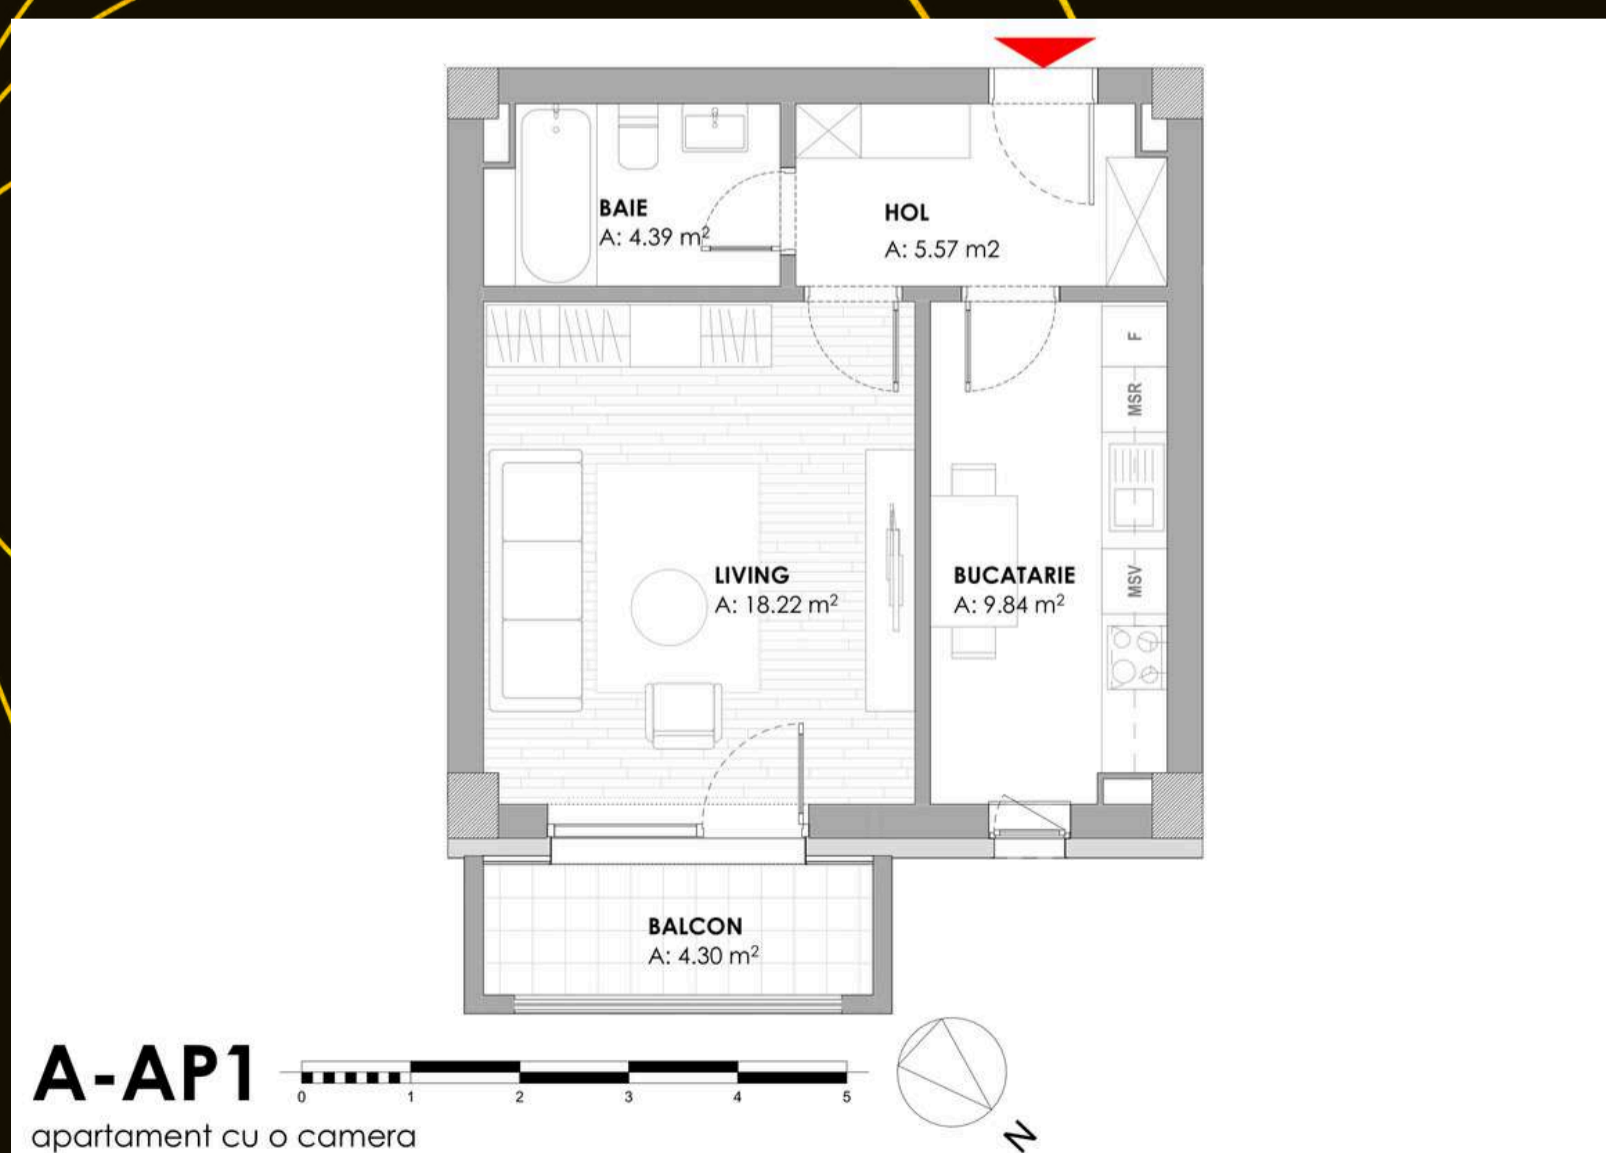 BAIE
A: 4.39 m²
HOL
A: 5.57 m2
F
MSR
LIVING
A: 18.22 m²
BUCATARIE
A: 9.84 m²
MSV
BALCON
A: 4.30 m²
A-AP1
0 1 2 3 4 5
apartament cu o camera
N